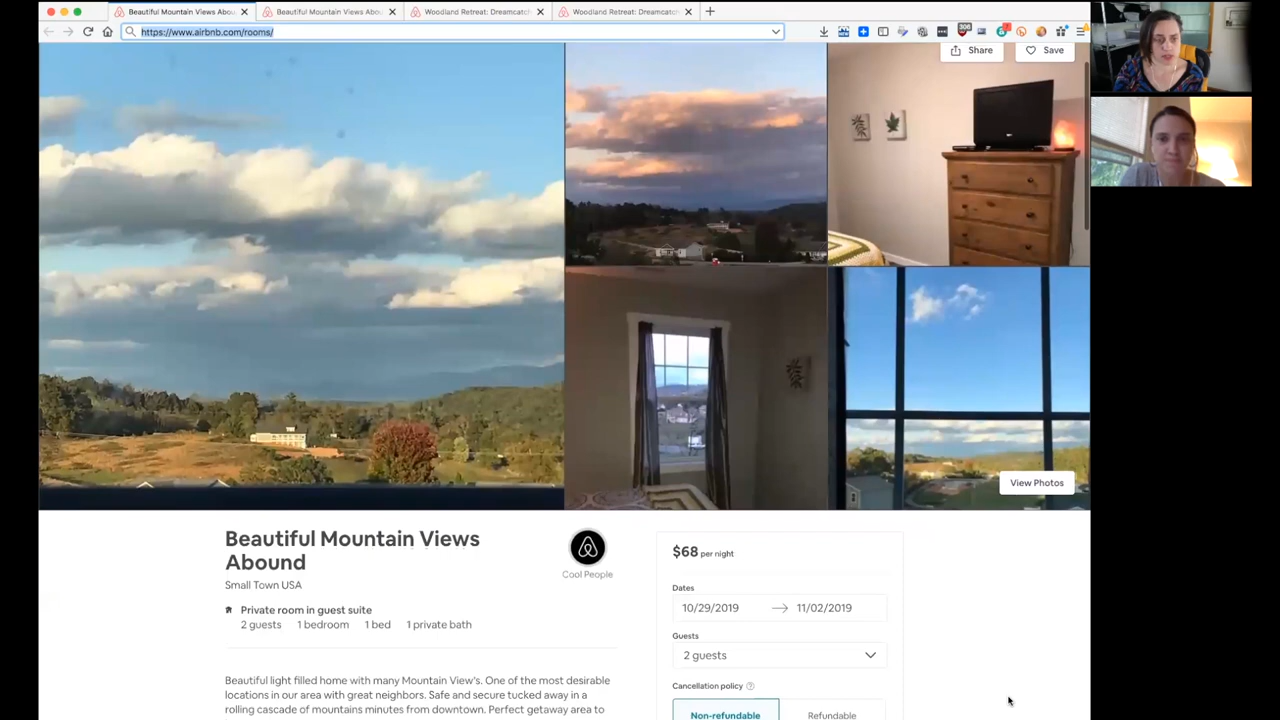 Beautiful Mountain Views Abou
Beautiful Mountain Views Abou
Woodland Retreat: Dreamcatch
Woodland Retreat: Dreamcatc
https://www.airbnb.com/rooms/
Share
Save
View Photos
Beautiful Mountain Views
Abound
Small Town USA
Cool People
Private room in guest suite
2 guests 1 bedroom 1 bed 1 private bath
Beautiful light filled home with many Mountain View's. One of the most desirable
locations in our area with great neighbors. Safe and secure tucked away in a
rolling cascade of mountains minutes from downtown. Perfect getaway area to
$68 per night
Dates
10/29/2019 → 11/02/2019
Guests
2 guests
Cancellation policy
Non-refundable Refundable